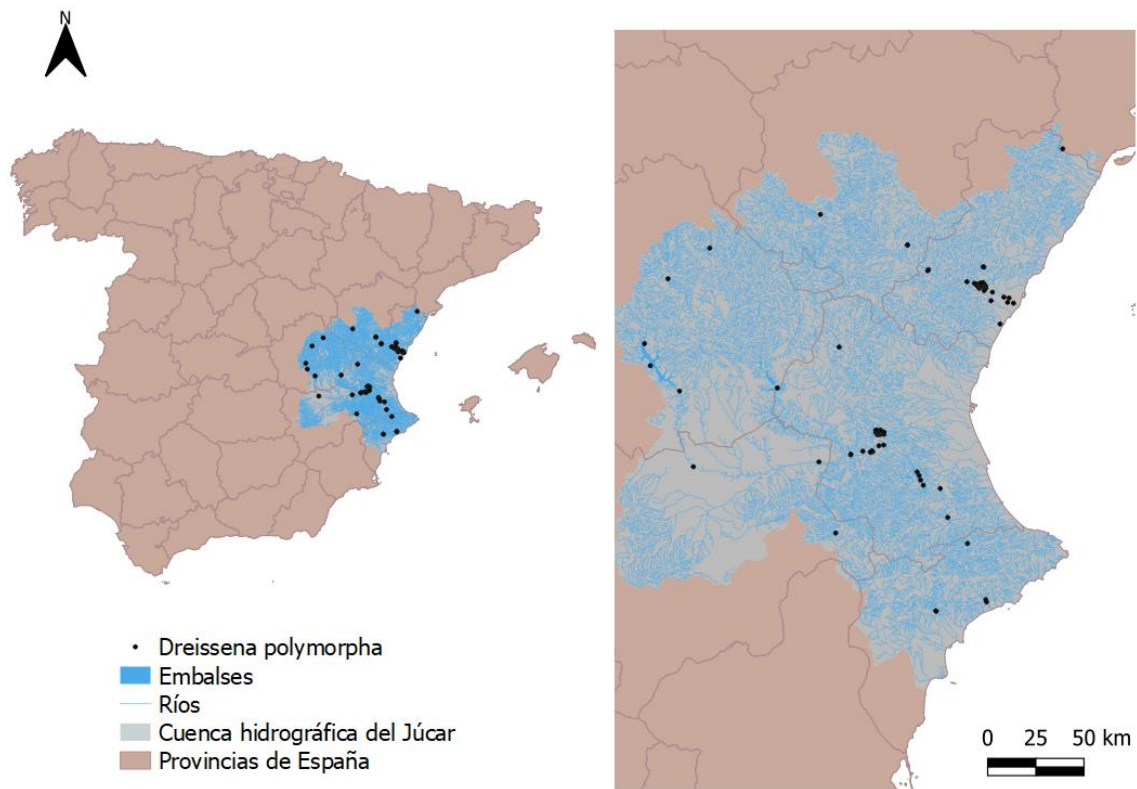 N
Dreissena polymorpha
Embalses
Ríos
Cuenca hidrográfica del Júcar
Provincias de España
0 25 50 km